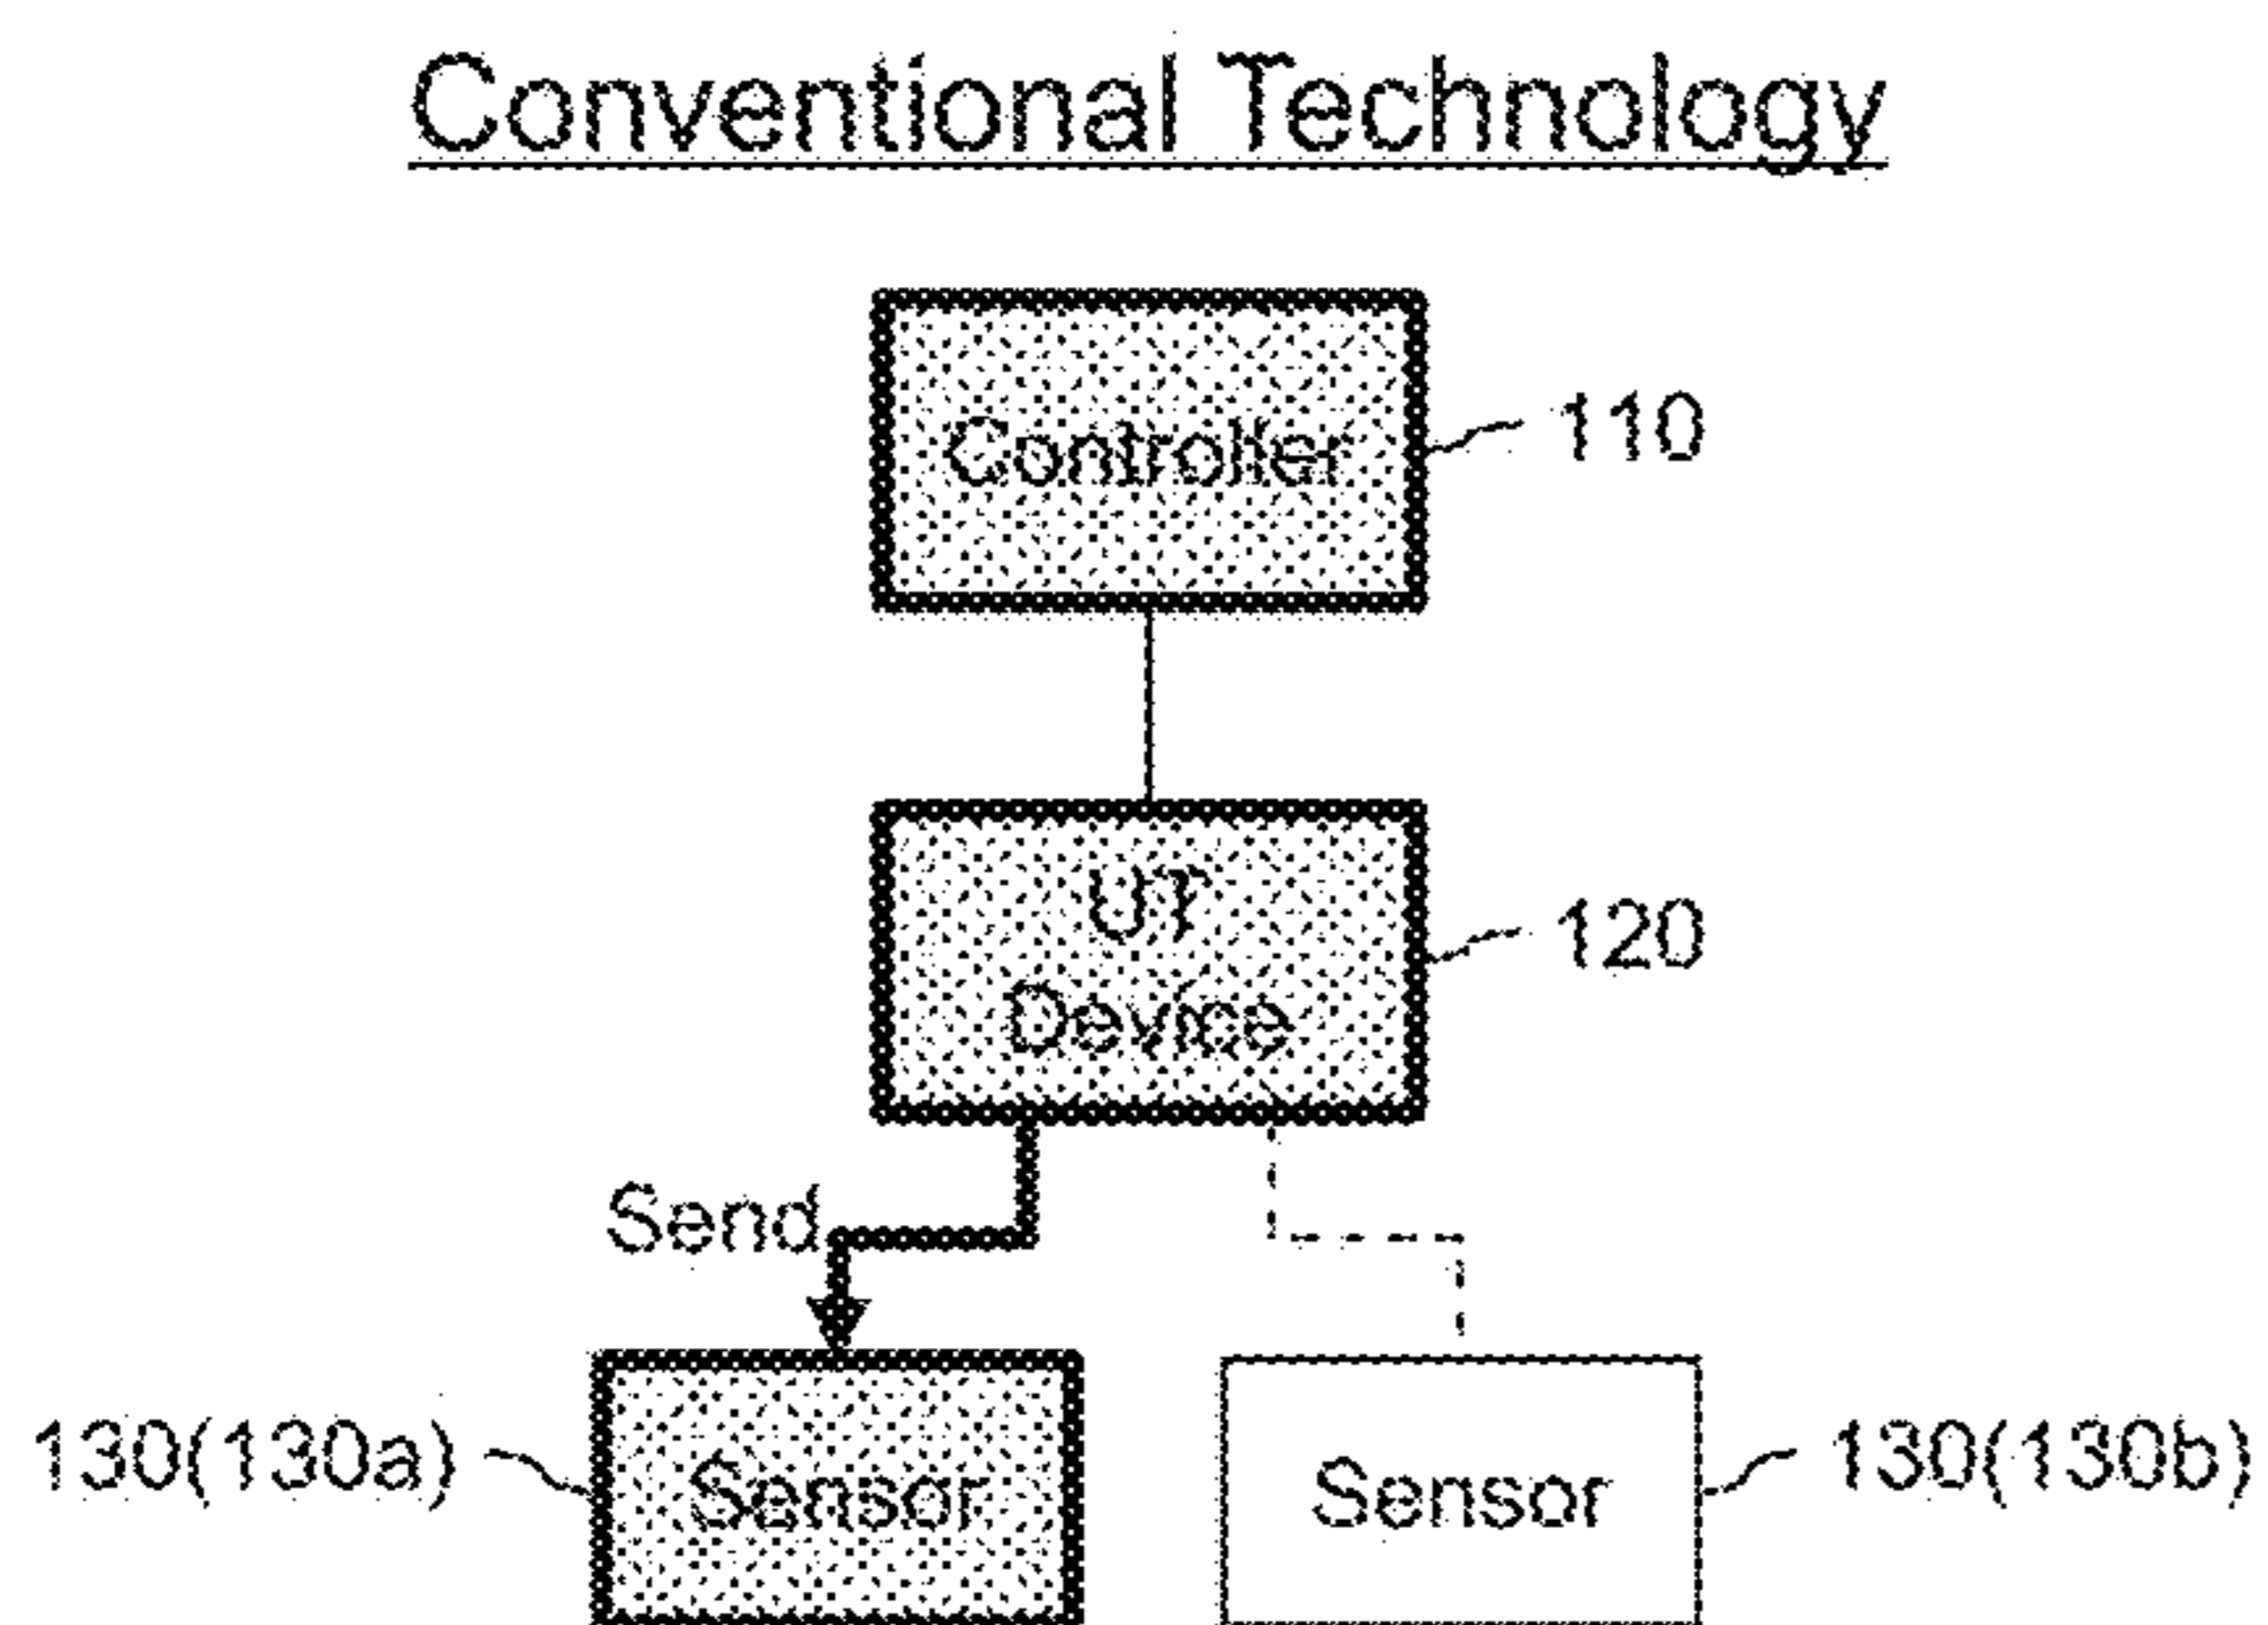 Conventional Technology
Controller
110
UT
Device
120
Send
130(130a)
Sensor
Sensor
130(130b)